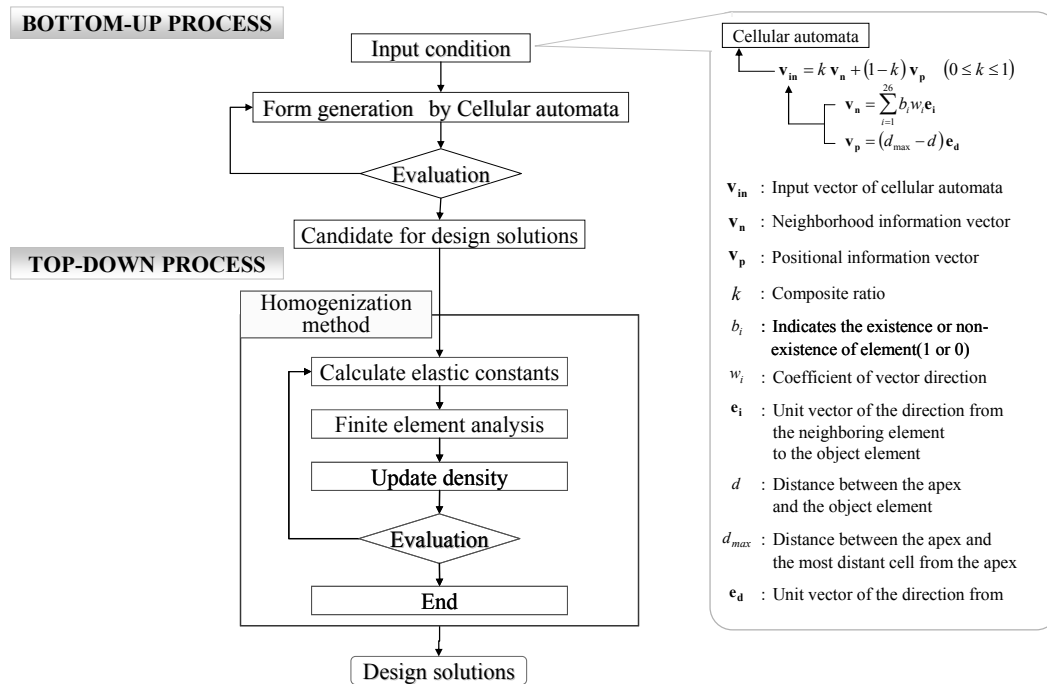 BOTTOM-UP PROCESS
Input condition
Form generation by Cellular automata
Evaluation
Candidate for design solutions
TOP-DOWN PROCESS
Homogenization
method
Calculate elastic constants
Finite element analysis
Update density
Evaluation
End
Design solutions
Cellular automata
v_in = k v_n + (1−k) v_p (0 ≤ k ≤ 1)
v_n = ∑_{i=1}^{26} b_i w_i e_i
v_p = (d_max − d) e_d
v_in : Input vector of cellular automata
v_n : Neighborhood information vector
v_p : Positional information vector
k : Composite ratio
b_i : Indicates the existence or non-
existence of element(1 or 0)
w_i : Coefficient of vector direction
e_i : Unit vector of the direction from
the neighboring element
to the object element
d : Distance between the apex
and the object element
d_max : Distance between the apex and
the most distant cell from the apex
e_d : Unit vector of the direction from